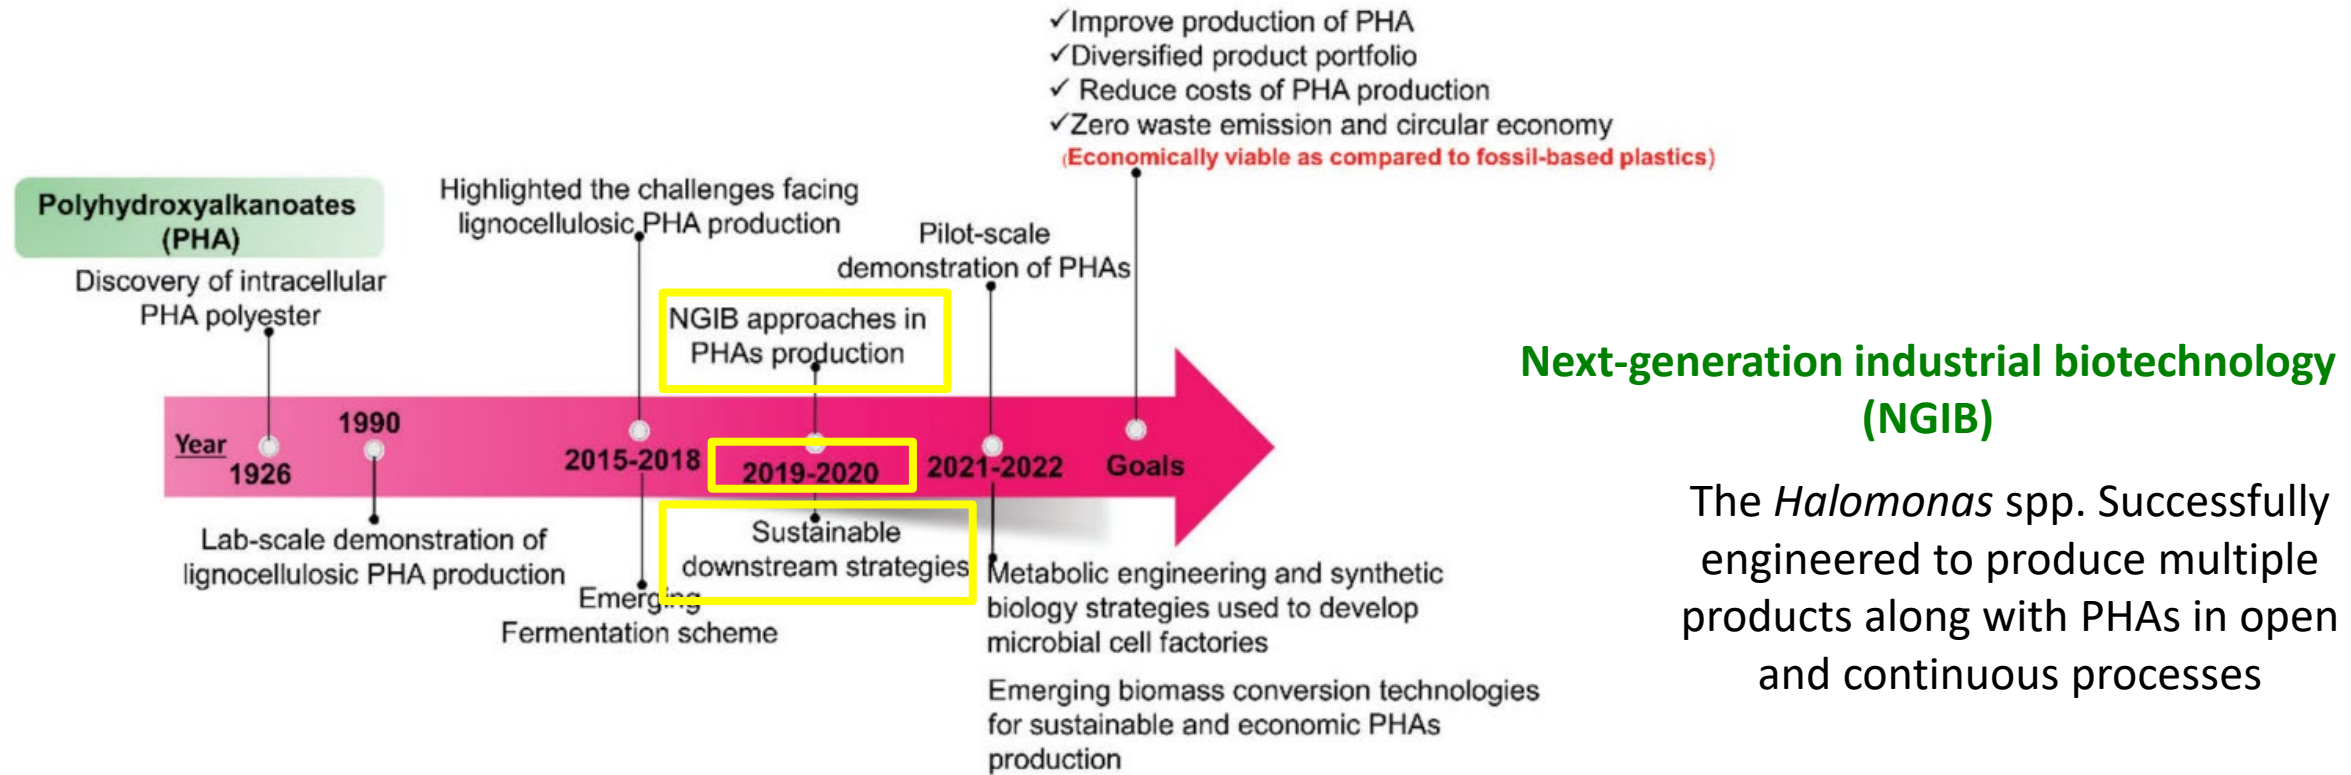 ✓Improve production of PHA
✓Diversified product portfolio
✓ Reduce costs of PHA production
✓Zero waste emission and circular economy
(Economically viable as compared to fossil-based plastics)
Polyhydroxyalkanoates
(PHA)
Discovery of intracellular
PHA polyester
Highlighted the challenges facing
lignocellulosic PHA production
NGIB approaches in
PHAs production
Pilot-scale
demonstration of PHAs
Year
1926
1990
2015-2018
2019-2020
2021-2022
Goals
Lab-scale demonstration of
lignocellulosic PHA production
Emerging
Fermentation scheme
Sustainable
downstream strategies
Metabolic engineering and synthetic
biology strategies used to develop
microbial cell factories
Emerging biomass conversion technologies
for sustainable and economic PHAs
production
Next-generation industrial biotechnology
(NGIB)
The Halomonas spp. Successfully
engineered to produce multiple
products along with PHAs in open
and continuous processes